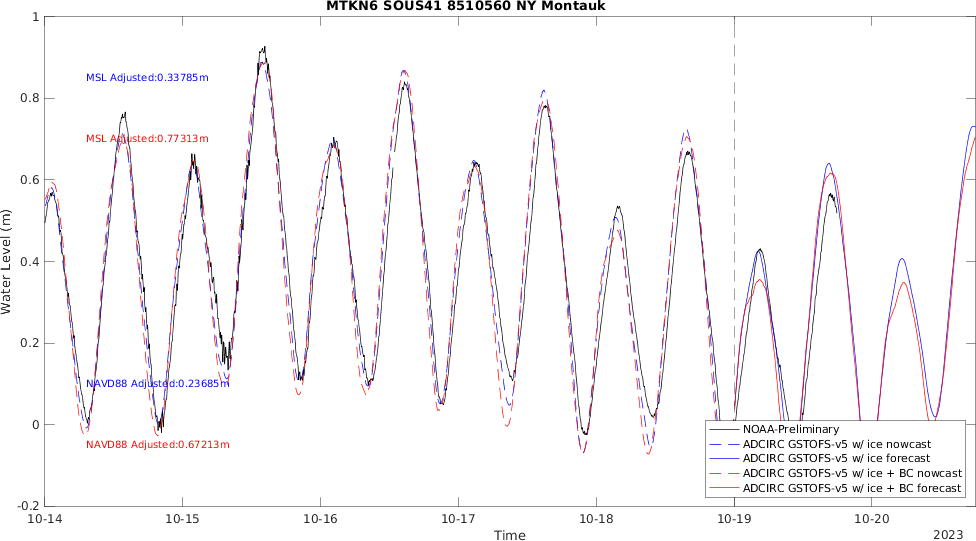 MTKN6 SOUS41 8510560 NY Montauk
1
0.8
0.6
0.4
0.2
0
-0.2
Water Level (m)
MSL Adjusted:0.33785m
MSL Adjusted:0.77313m
NAVD88 Adjusted:0.23685m
NAVD88 Adjusted:0.67213m
NOAA-Preliminary
ADCIRC GSTOFS-v5 w/ ice nowcast
ADCIRC GSTOFS-v5 w/ ice forecast
ADCIRC GSTOFS-v5 w/ ice + BC nowcast
ADCIRC GSTOFS-v5 w/ ice + BC forecast
10-14 10-15 10-16 10-17 10-18 10-19 10-20
Time
2023